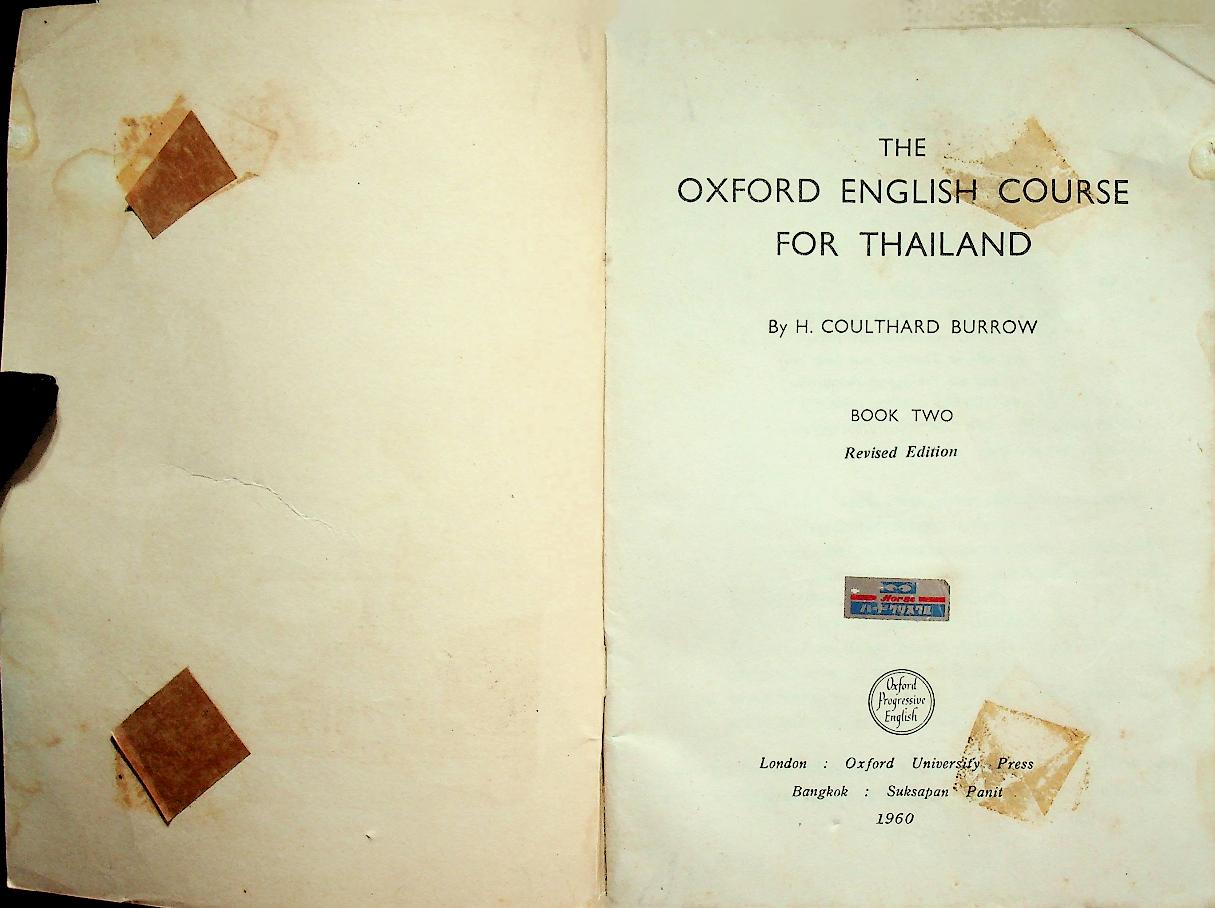 THE
OXFORD ENGLISH COURSE
FOR THAILAND
By H. COULTHARD BURROW
BOOK TWO
Revised Edition
Horse
Oxford
Progressive
English
London : Oxford University Press
Bangkok : Suksapan Panit
1960